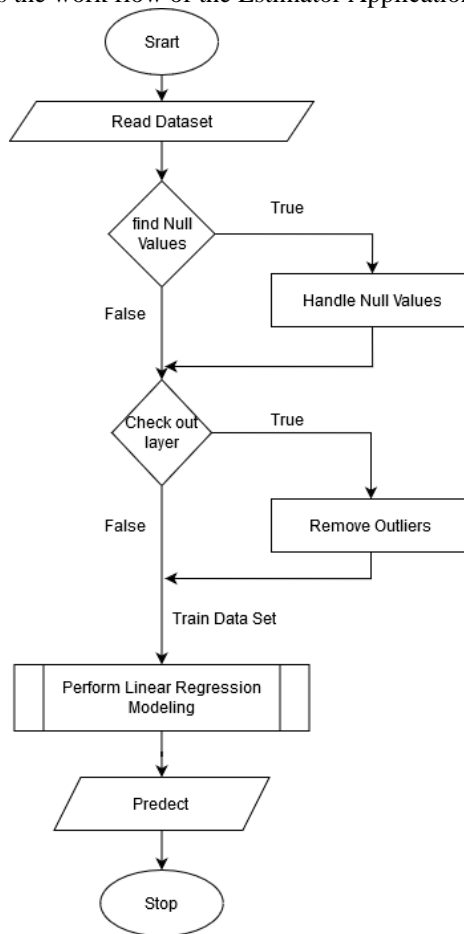 s the work flow of the Estimator Application
Srart
Read Dataset
find Null
Values
True
Handle Null Values
False
Check out
layer
True
Remove Outliers
False
Train Data Set
Perform Linear Regression
Modeling
Predect
Stop